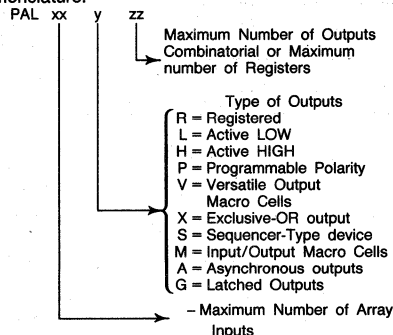 PAL xx y zz
Maximum Number of Outputs
Combinatorial or Maximum
number of Registers
Type of Outputs
R = Registered
L = Active LOW
H = Active HIGH
P = Programmable Polarity
V = Versatile Output
Macro Cells
X = Exclusive-OR output
S = Sequencer-Type device
M = Input/Output Macro Cells
A = Asynchronous outputs
G = Latched Outputs
– Maximum Number of Array
Inputs